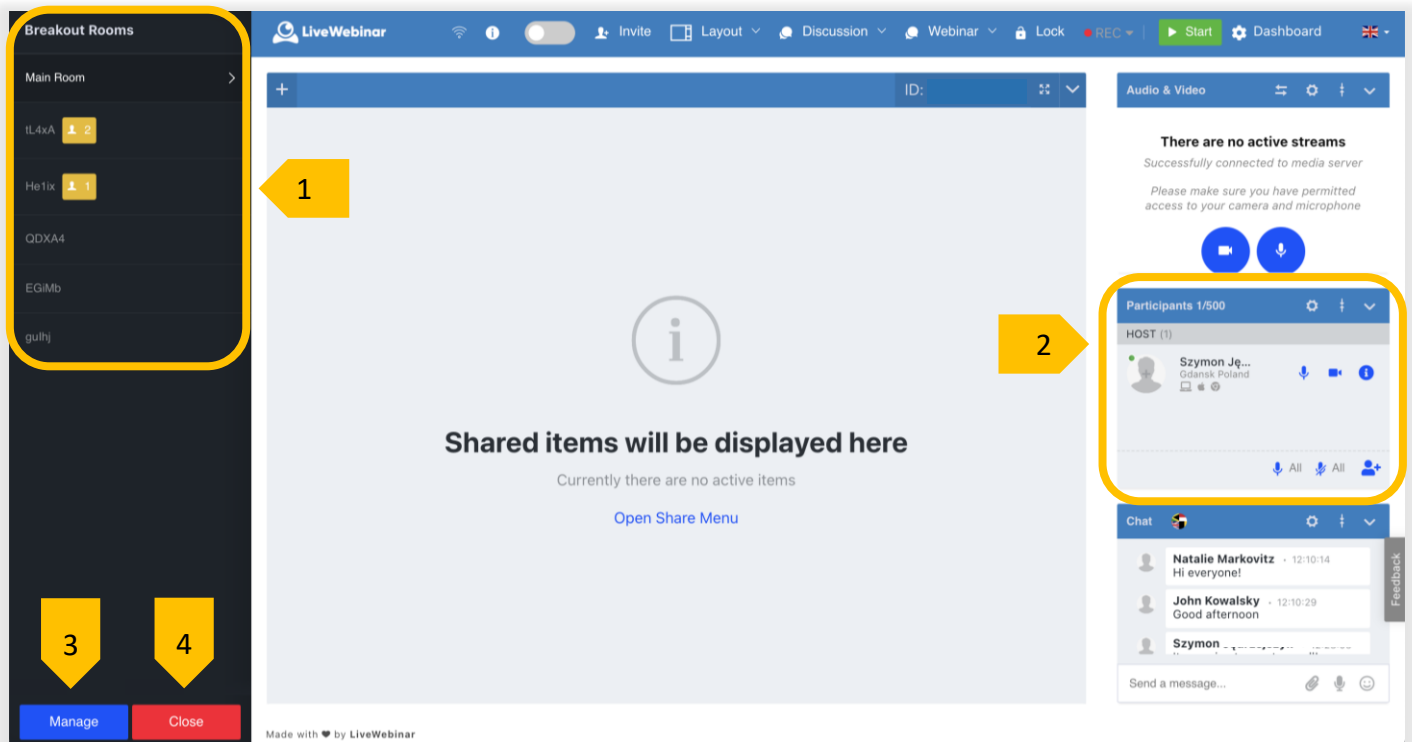 Breakout Rooms
Main Room
tL4xA 2
He1ix 1
QDXA4
EGiMb
gulhj
1
3
4
Manage
Close
LiveWebinar
Invite
Layout
Discussion
Webinar
Lock
REC
Start
Dashboard
ID:
Shared items will be displayed here
Currently there are no active items
Open Share Menu
Made with ♥ by LiveWebinar
Audio & Video
There are no active streams
Successfully connected to media server
Please make sure you have permitted
access to your camera and microphone
2
Participants 1/500
HOST (1)
Szymon Ję...
Gdansk Poland
All
All
Chat
Natalie Markovitz • 12:10:14
Hi everyone!
John Kowalsky • 12:10:29
Good afternoon
Szymon
Send a message...
Feedback